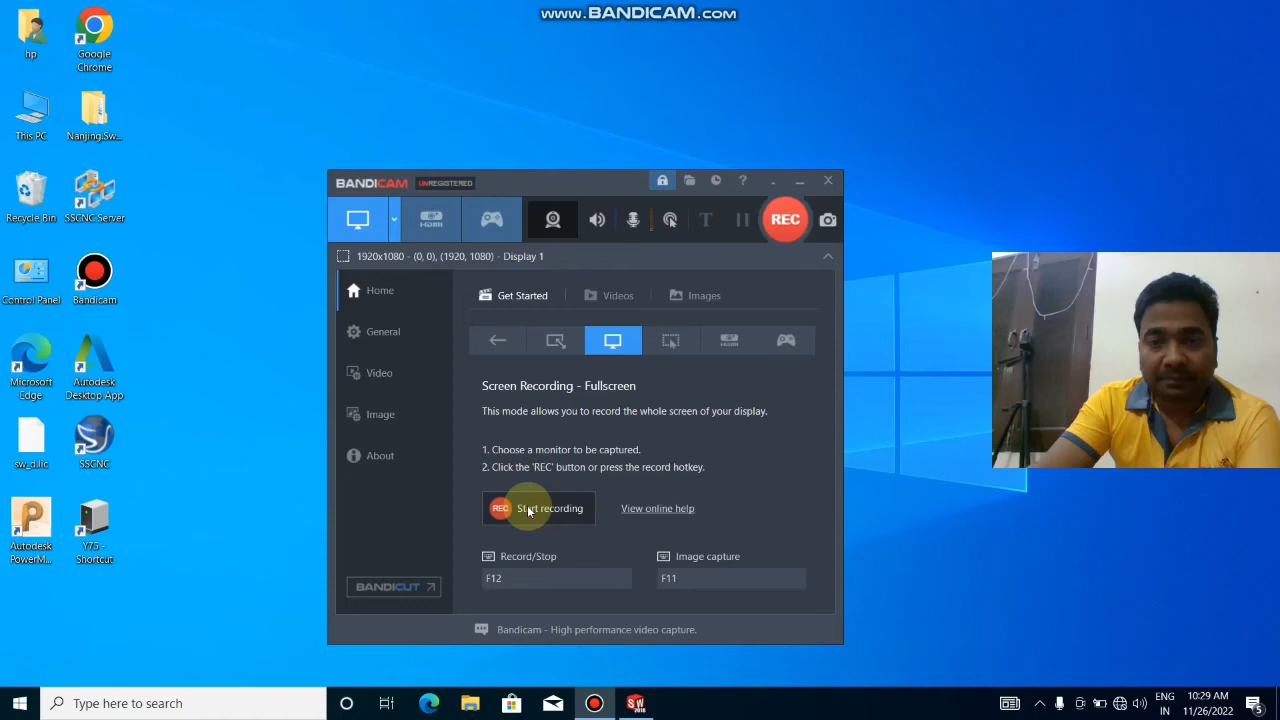 www.BANDICAM.com
hp
Google
Chrome
This PC
Nanjing.Sw...
Recycle Bin
SSCNC Server
Control Panel
Bandicam
Microsoft
Edge
Autodesk
Desktop App
sw_d.lic
SSCNC
Autodesk
PowerM...
Y75 -
Shortcut
BANDICAM UNREGISTERED
?
HDMI
T
REC
1920x1080 - (0, 0), (1920, 1080) - Display 1
Home
General
Video
Image
About
BANDICUT
Get Started
Videos
Images
HDMI
Screen Recording - Fullscreen
This mode allows you to record the whole screen of your display.
1. Choose a monitor to be captured.
2. Click the 'REC' button or press the record hotkey.
REC Start recording
View online help
Record/Stop
Image capture
F12
F11
Bandicam - High performance video capture.
Type here to search
SW
2018
ENG
IN
10:29 AM
11/26/2022
5